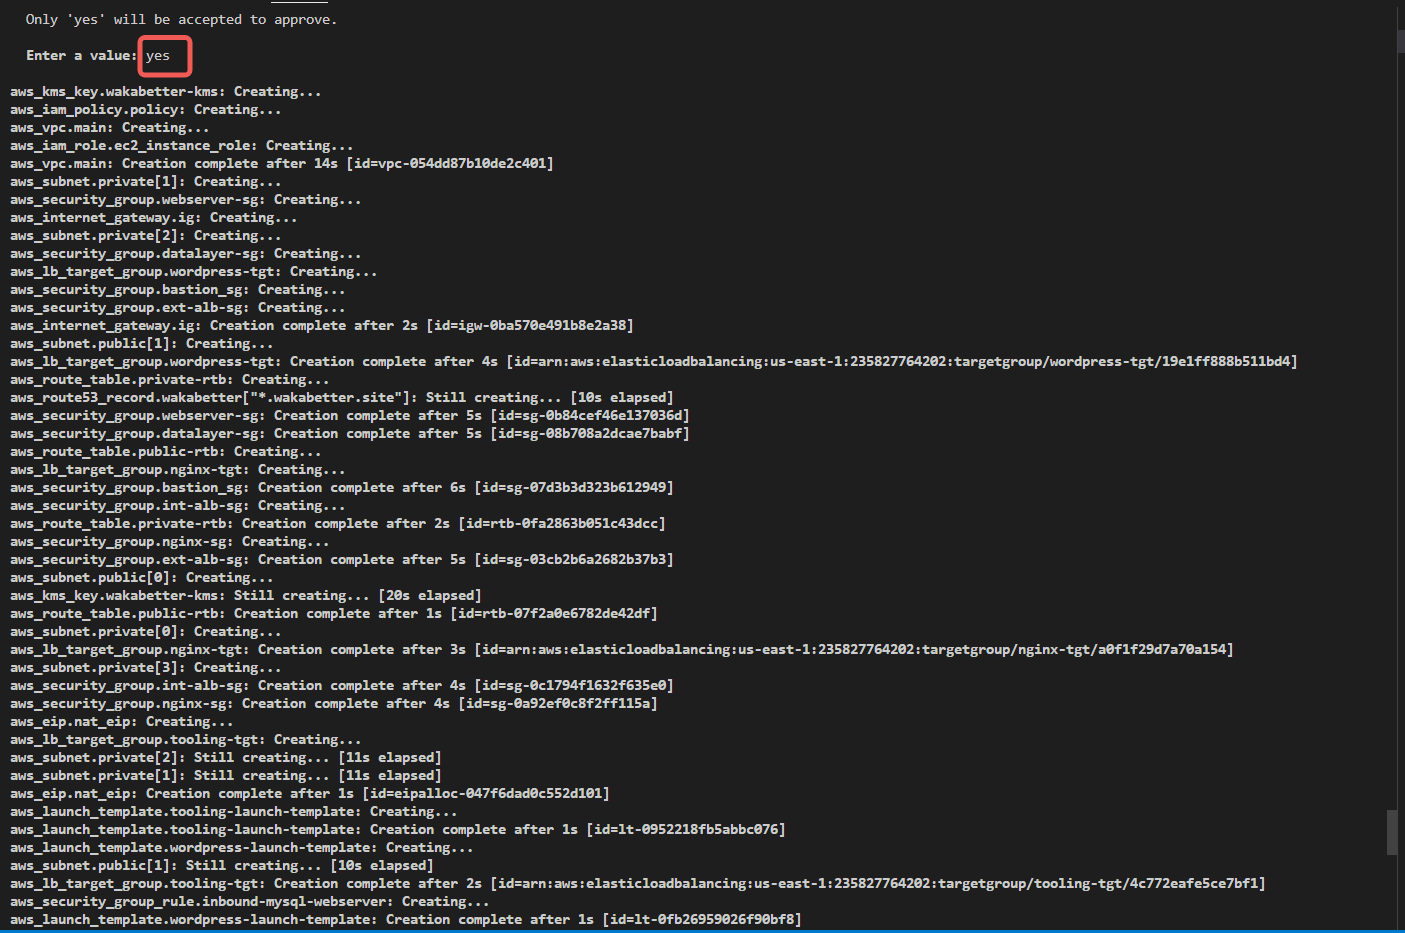 Only 'yes' will be accepted to approve.
Enter a value: yes
aws_kms_key.wakabetter-kms: Creating...
aws_iam_policy.policy: Creating...
aws_vpc.main: Creating...
aws_iam_role.ec2_instance_role: Creating...
aws_vpc.main: Creation complete after 14s [id=vpc-054dd87b10de2c401]
aws_subnet.private[1]: Creating...
aws_security_group.webserver-sg: Creating...
aws_internet_gateway.ig: Creating...
aws_subnet.private[2]: Creating...
aws_security_group.datalayer-sg: Creating...
aws_lb_target_group.wordpress-tgt: Creating...
aws_security_group.bastion_sg: Creating...
aws_security_group.ext-alb-sg: Creating...
aws_internet_gateway.ig: Creation complete after 2s [id=igw-0ba570e491b8e2a38]
aws_subnet.public[1]: Creating...
aws_lb_target_group.wordpress-tgt: Creation complete after 4s [id=arn:aws:elasticloadbalancing:us-east-1:235827764202:targetgroup/wordpress-tgt/19e1ff888b511bd4]
aws_route_table.private-rtb: Creating...
aws_route53_record.wakabetter["*.wakabetter.site"]: Still creating... [10s elapsed]
aws_security_group.webserver-sg: Creation complete after 5s [id=sg-0b84cef46e137036d]
aws_security_group.datalayer-sg: Creation complete after 5s [id=sg-08b708a2dcae7babf]
aws_route_table.public-rtb: Creating...
aws_lb_target_group.nginx-tgt: Creating...
aws_security_group.bastion_sg: Creation complete after 6s [id=sg-07d3b3d323b612949]
aws_security_group.int-alb-sg: Creating...
aws_route_table.private-rtb: Creation complete after 2s [id=rtb-0fa2863b051c43dcc]
aws_security_group.nginx-sg: Creating...
aws_security_group.ext-alb-sg: Creation complete after 5s [id=sg-03cb2b6a2682b37b3]
aws_subnet.public[0]: Creating...
aws_kms_key.wakabetter-kms: Still creating... [20s elapsed]
aws_route_table.public-rtb: Creation complete after 1s [id=rtb-07f2a0e6782de42df]
aws_subnet.private[0]: Creating...
aws_lb_target_group.nginx-tgt: Creation complete after 3s [id=arn:aws:elasticloadbalancing:us-east-1:235827764202:targetgroup/nginx-tgt/a0f1f29d7a70a154]
aws_subnet.private[3]: Creating...
aws_security_group.int-alb-sg: Creation complete after 4s [id=sg-0c1794f1632f635e0]
aws_security_group.nginx-sg: Creation complete after 4s [id=sg-0a92ef0c8f2ff115a]
aws_eip.nat_eip: Creating...
aws_lb_target_group.tooling-tgt: Creating...
aws_subnet.private[2]: Still creating... [11s elapsed]
aws_subnet.private[1]: Still creating... [11s elapsed]
aws_eip.nat_eip: Creation complete after 1s [id=eipalloc-047f6dad0c552d101]
aws_launch_template.tooling-launch-template: Creating...
aws_launch_template.tooling-launch-template: Creation complete after 1s [id=lt-0952218fb5abbc076]
aws_launch_template.wordpress-launch-template: Creating...
aws_subnet.public[1]: Still creating... [10s elapsed]
aws_lb_target_group.tooling-tgt: Creation complete after 2s [id=arn:aws:elasticloadbalancing:us-east-1:235827764202:targetgroup/tooling-tgt/4c772eafe5ce7bf1]
aws_security_group_rule.inbound-mysql-webserver: Creating...
aws_launch_template.wordpress-launch-template: Creation complete after 1s [id=lt-0fb26959026f90bf8]